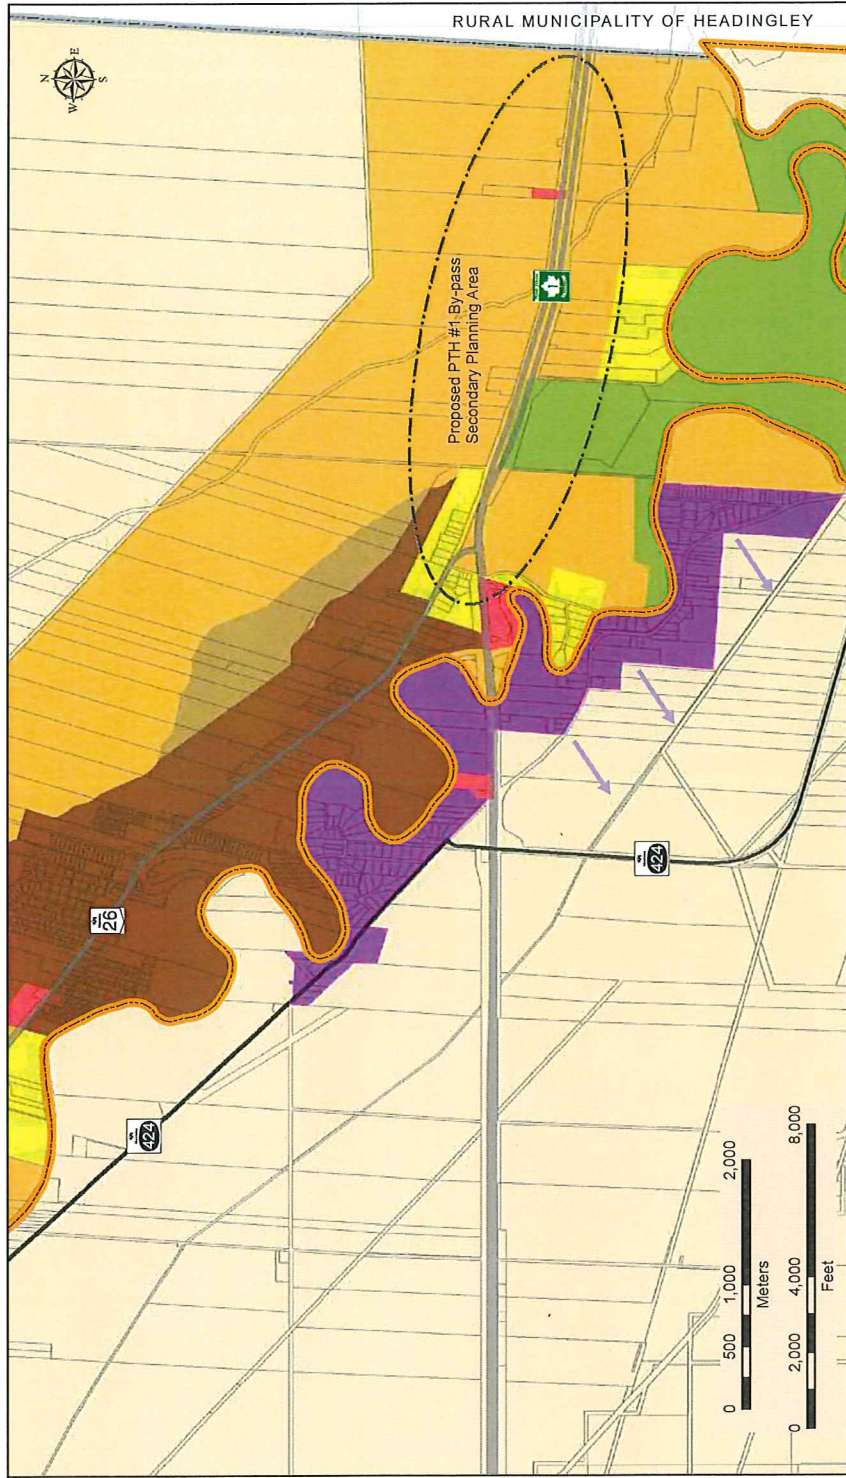 RURAL MUNICIPALITY OF HEADINGLEY
N
E
S
W
Proposed PTH #1 By-pass
Secondary Planning Area
1
26
424
424
0 500 1,000 2,000
Meters
0 2,000 4,000 8,000
Feet